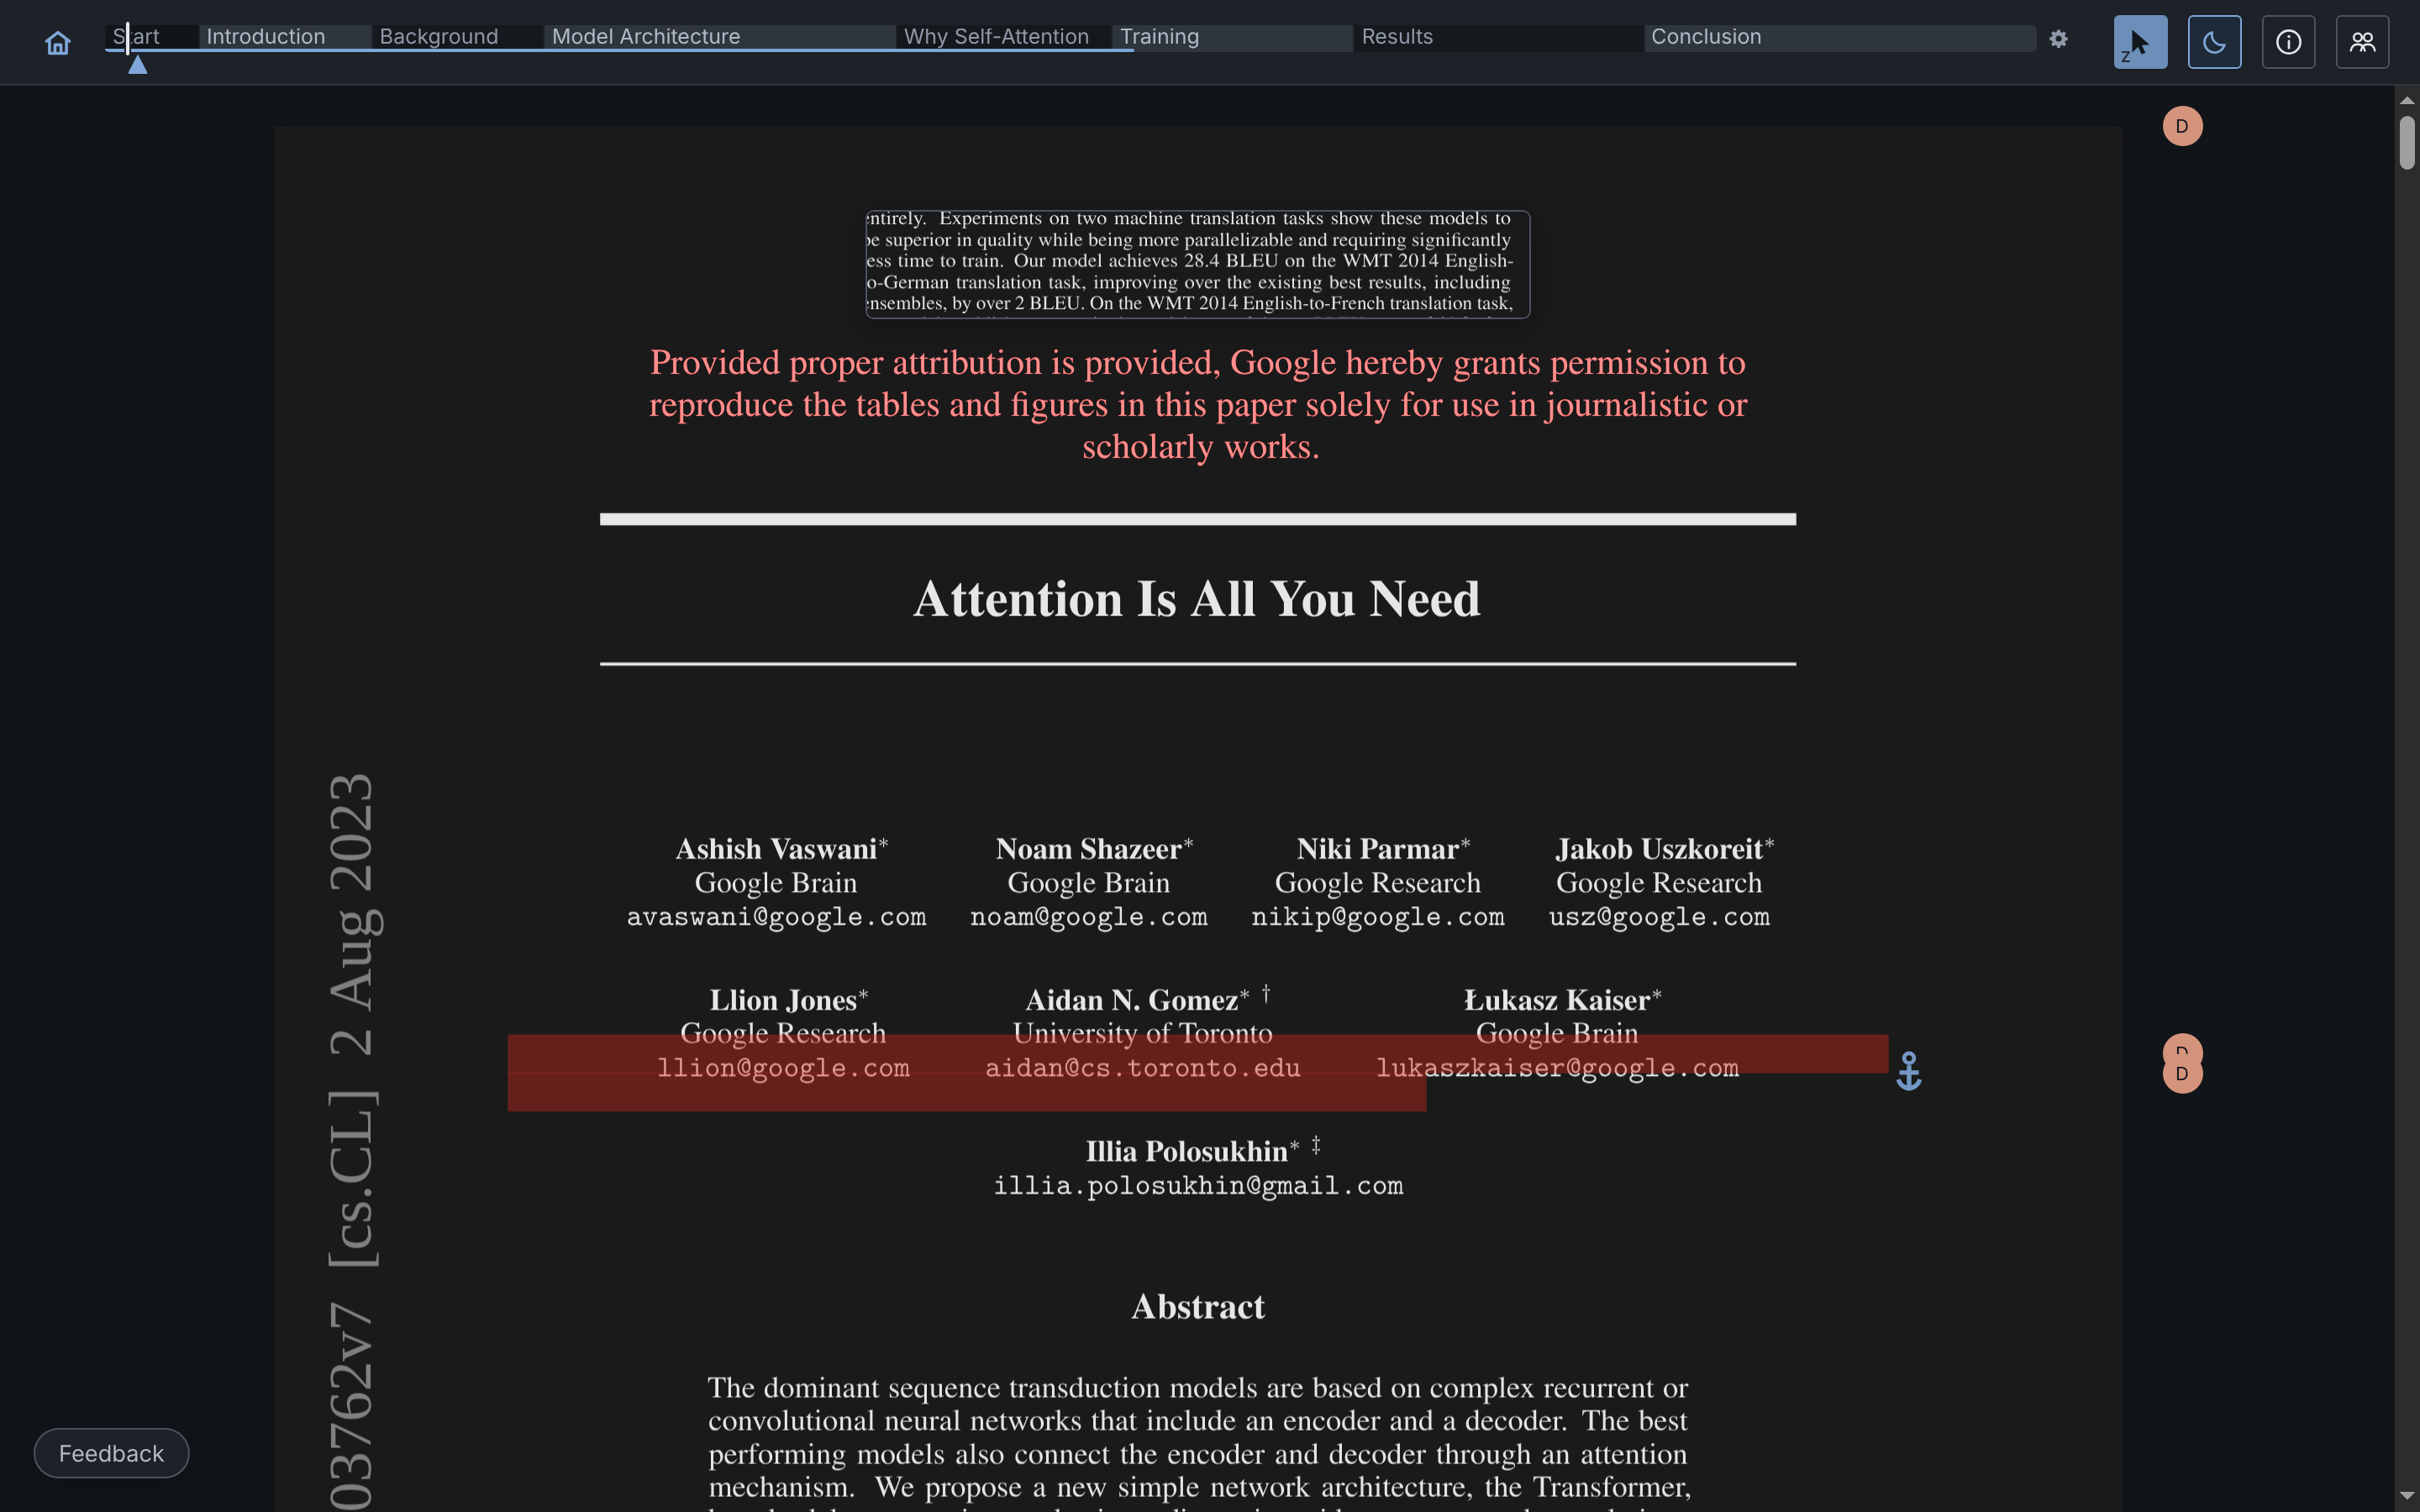 Start
Introduction
Background
Model Architecture
Why Self-Attention
Training
Results
Conclusion
z
D
entirely. Experiments on two machine translation tasks show these models to
be superior in quality while being more parallelizable and requiring significantly
ess time to train. Our model achieves 28.4 BLEU on the WMT 2014 English-
o-German translation task, improving over the existing best results, including
ensembles, by over 2 BLEU. On the WMT 2014 English-to-French translation task,
Provided proper attribution is provided, Google hereby grants permission to
reproduce the tables and figures in this paper solely for use in journalistic or
scholarly works.
Attention Is All You Need
Ashish Vaswani* Noam Shazeer* Niki Parmar* Jakob Uszkoreit*
Google Brain Google Brain Google Research Google Research
avaswani@google.com noam@google.com nikip@google.com usz@google.com
Llion Jones* Aidan N. Gomez* † Łukasz Kaiser*
Google Research University of Toronto Google Brain
llion@google.com aidan@cs.toronto.edu lukaszkaiser@google.com
D
D
Illia Polosukhin* ‡
illia.polosukhin@gmail.com
Abstract
The dominant sequence transduction models are based on complex recurrent or
convolutional neural networks that include an encoder and a decoder. The best
performing models also connect the encoder and decoder through an attention
mechanism. We propose a new simple network architecture, the Transformer,
03762v7 [cs.CL] 2 Aug 2023
Feedback